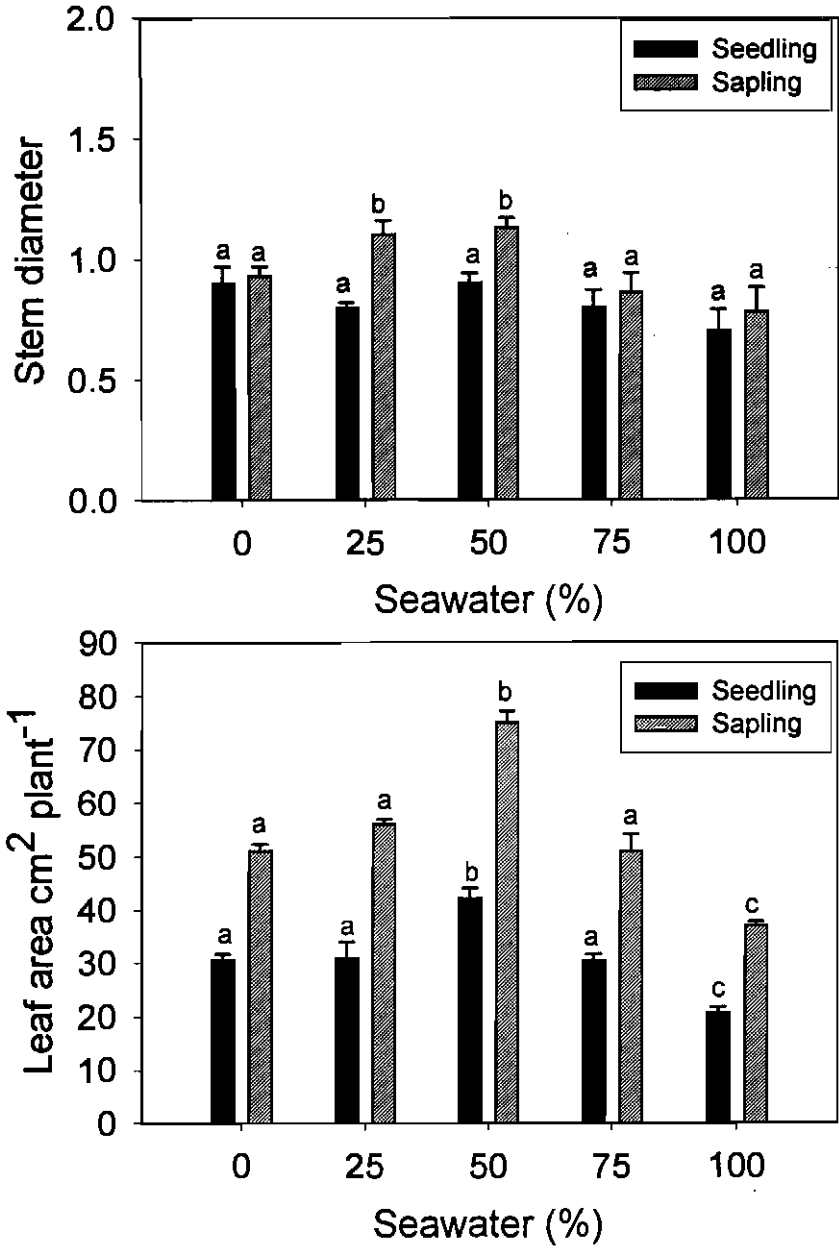 2.0
Seedling
Sapling
1.5
b
b
a
a
a
a
a
a
1.0
a
a
0.5
0.0
0
25
50
75
100
Stem diameter
Seawater (%)
90
Seedling
Sapling
80
b
70
60
a
a
a
50
b
c
40
a
a
a
30
c
20
10
0
0
25
50
75
100
Leaf area cm² plant⁻¹
Seawater (%)